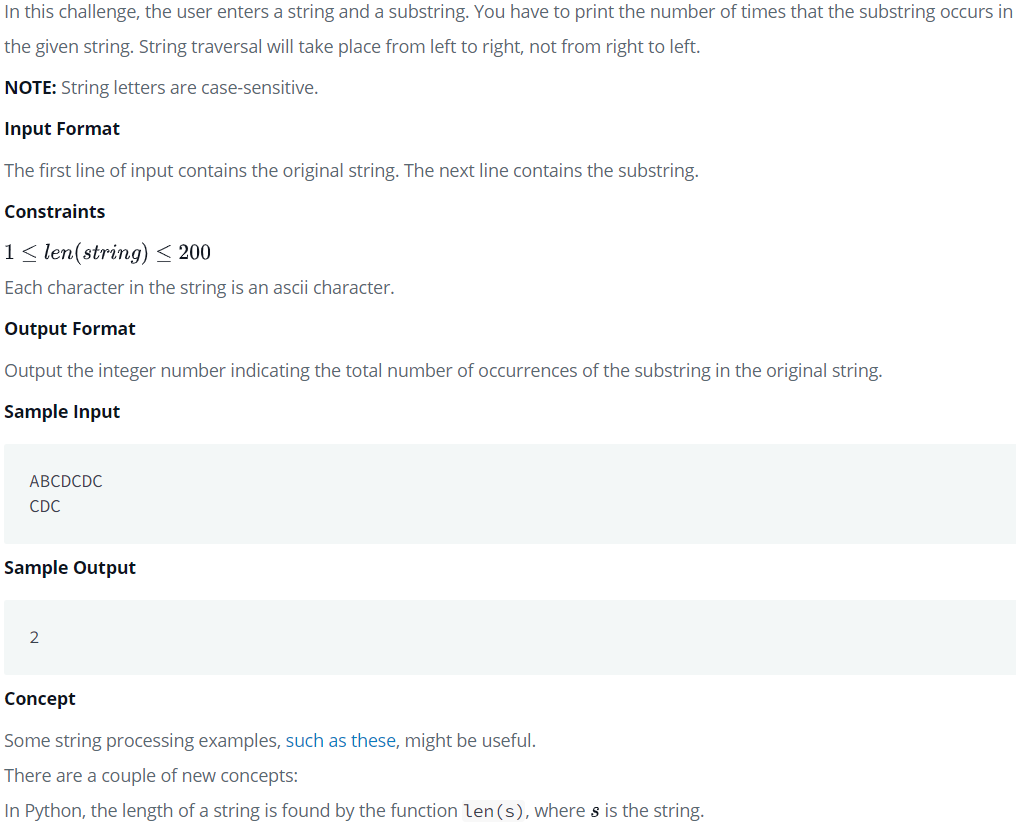 In this challenge, the user enters a string and a substring. You have to print the number of times that the substring occurs in
the given string. String traversal will take place from left to right, not from right to left.
NOTE: String letters are case-sensitive.
Input Format
The first line of input contains the original string. The next line contains the substring.
Constraints
1 ≤ len(string) ≤ 200
Each character in the string is an ascii character.
Output Format
Output the integer number indicating the total number of occurrences of the substring in the original string.
Sample Input
ABCDCDC
CDC
Sample Output
2
Concept
Some string processing examples, such as these, might be useful.
There are a couple of new concepts:
In Python, the length of a string is found by the function len(s), where s is the string.